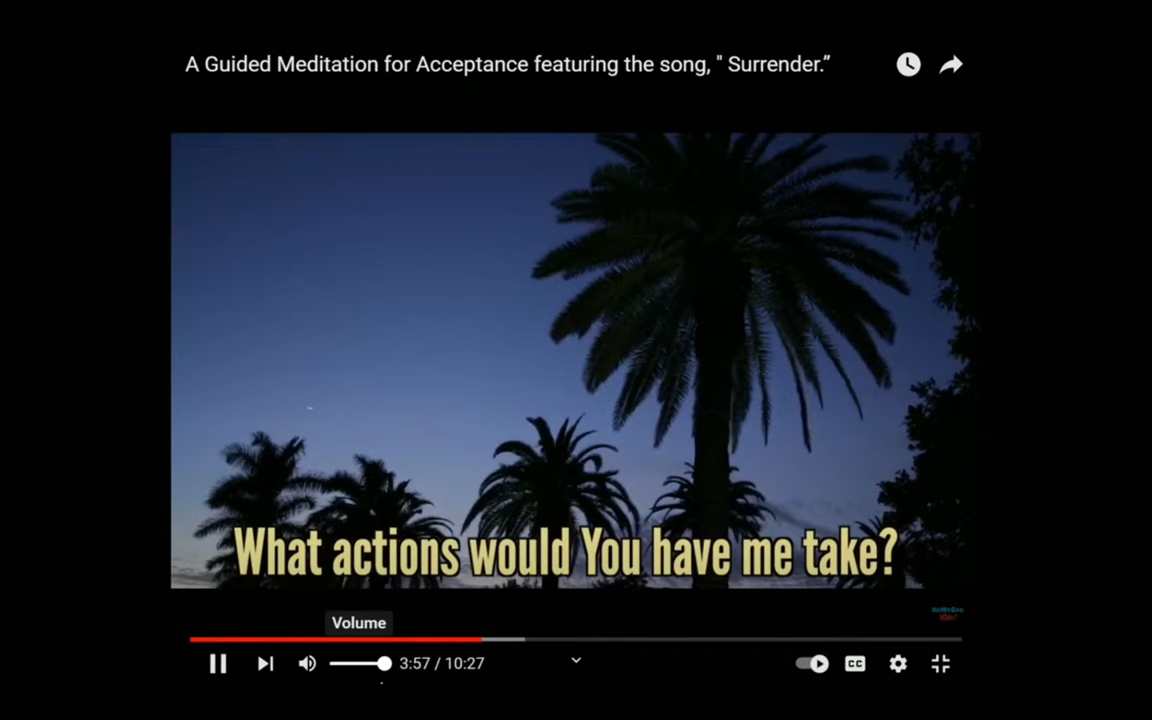 A Guided Meditation for Acceptance featuring the song, " Surrender.”
What actions would You have me take?
Volume
3:57 / 10:27
CC